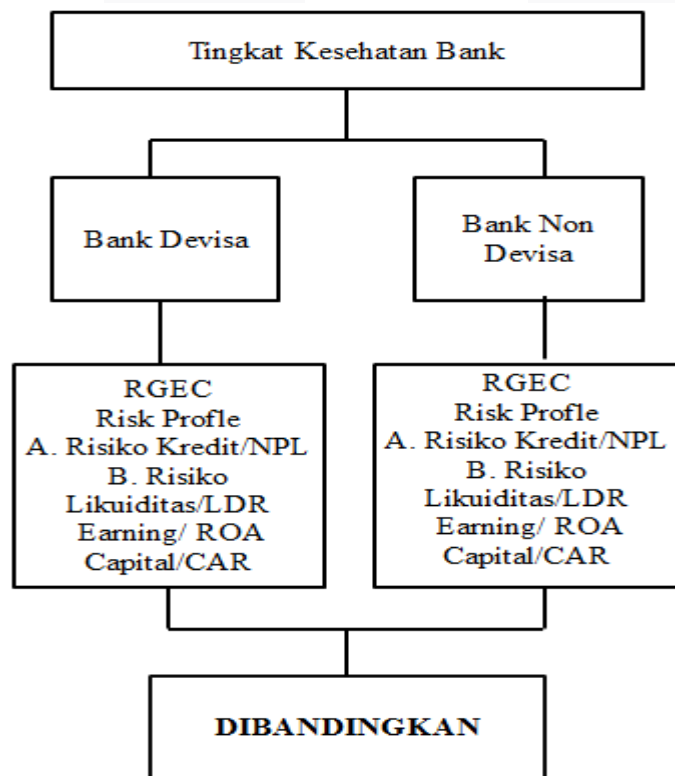 Tingkat Kesehatan Bank
Bank Devisa
Bank Non
Devisa
RGEC
Risk Profle
A. Risiko Kredit/NPL
B. Risiko
Likuiditas/LDR
Earning/ ROA
Capital/CAR
RGEC
Risk Profle
A. Risiko Kredit/NPL
B. Risiko
Likuiditas/LDR
Earning/ ROA
Capital/CAR
DIBANDINGKAN